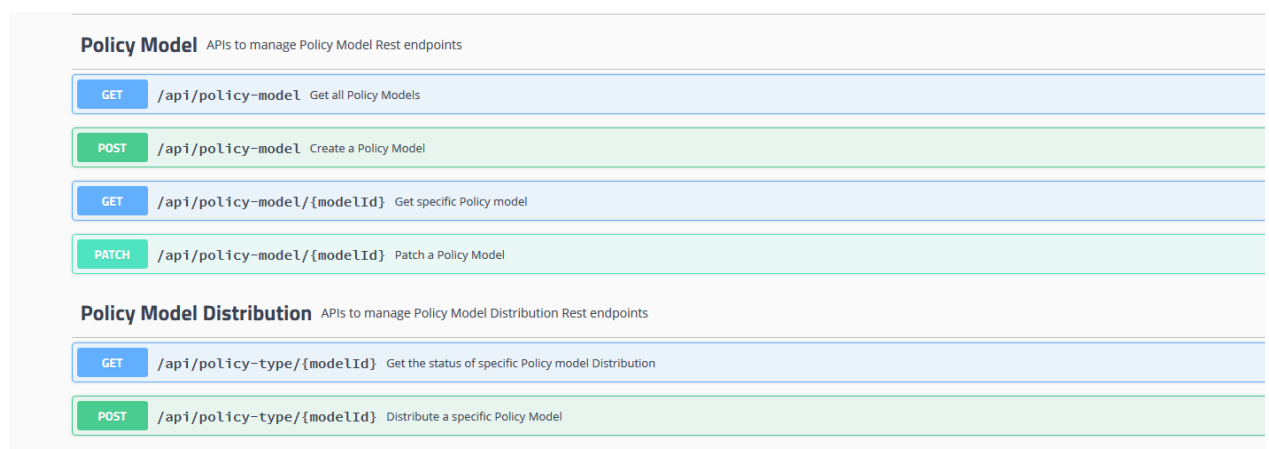 Policy Model APIs to manage Policy Model Rest endpoints
GET /api/policy-model Get all Policy Models
POST /api/policy-model Create a Policy Model
GET /api/policy-model/{modelId} Get specific Policy model
PATCH /api/policy-model/{modelId} Patch a Policy Model
Policy Model Distribution APIs to manage Policy Model Distribution Rest endpoints
GET /api/policy-type/{modelId} Get the status of specific Policy model Distribution
POST /api/policy-type/{modelId} Distribute a specific Policy Model